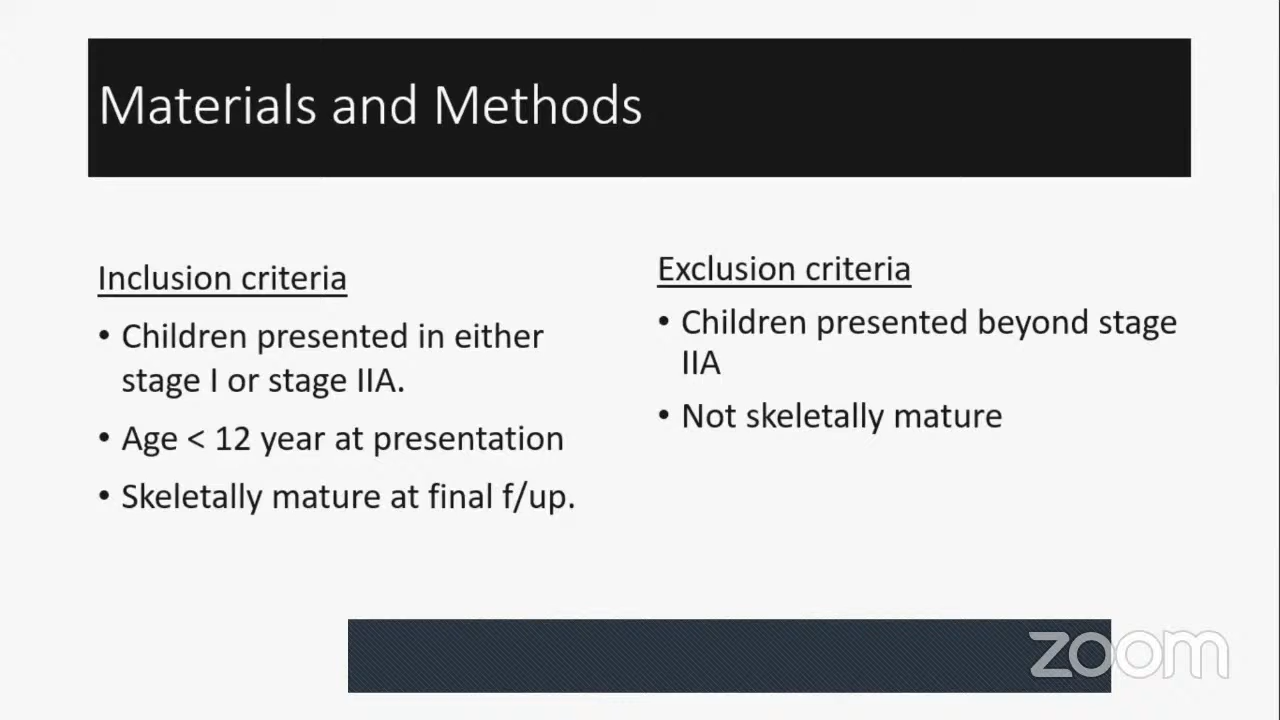 Materials and Methods
Inclusion criteria
• Children presented in either
stage I or stage IIA.
• Age < 12 year at presentation
• Skeletally mature at final f/up.
Exclusion criteria
• Children presented beyond stage
IIA
• Not skeletally mature
zoom